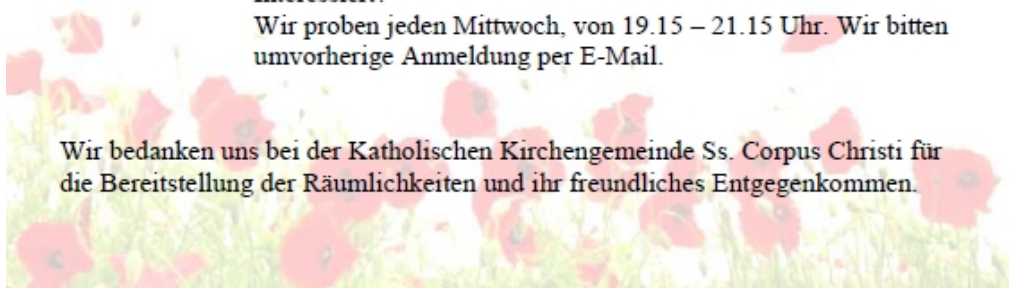 Wir proben jeden Mittwoch, von 19.15 – 21.15 Uhr. Wir bitten
umvorherige Anmeldung per E-Mail.
Wir bedanken uns bei der Katholischen Kirchengemeinde Ss. Corpus Christi für
die Bereitstellung der Räumlichkeiten und ihr freundliches Entgegenkommen.